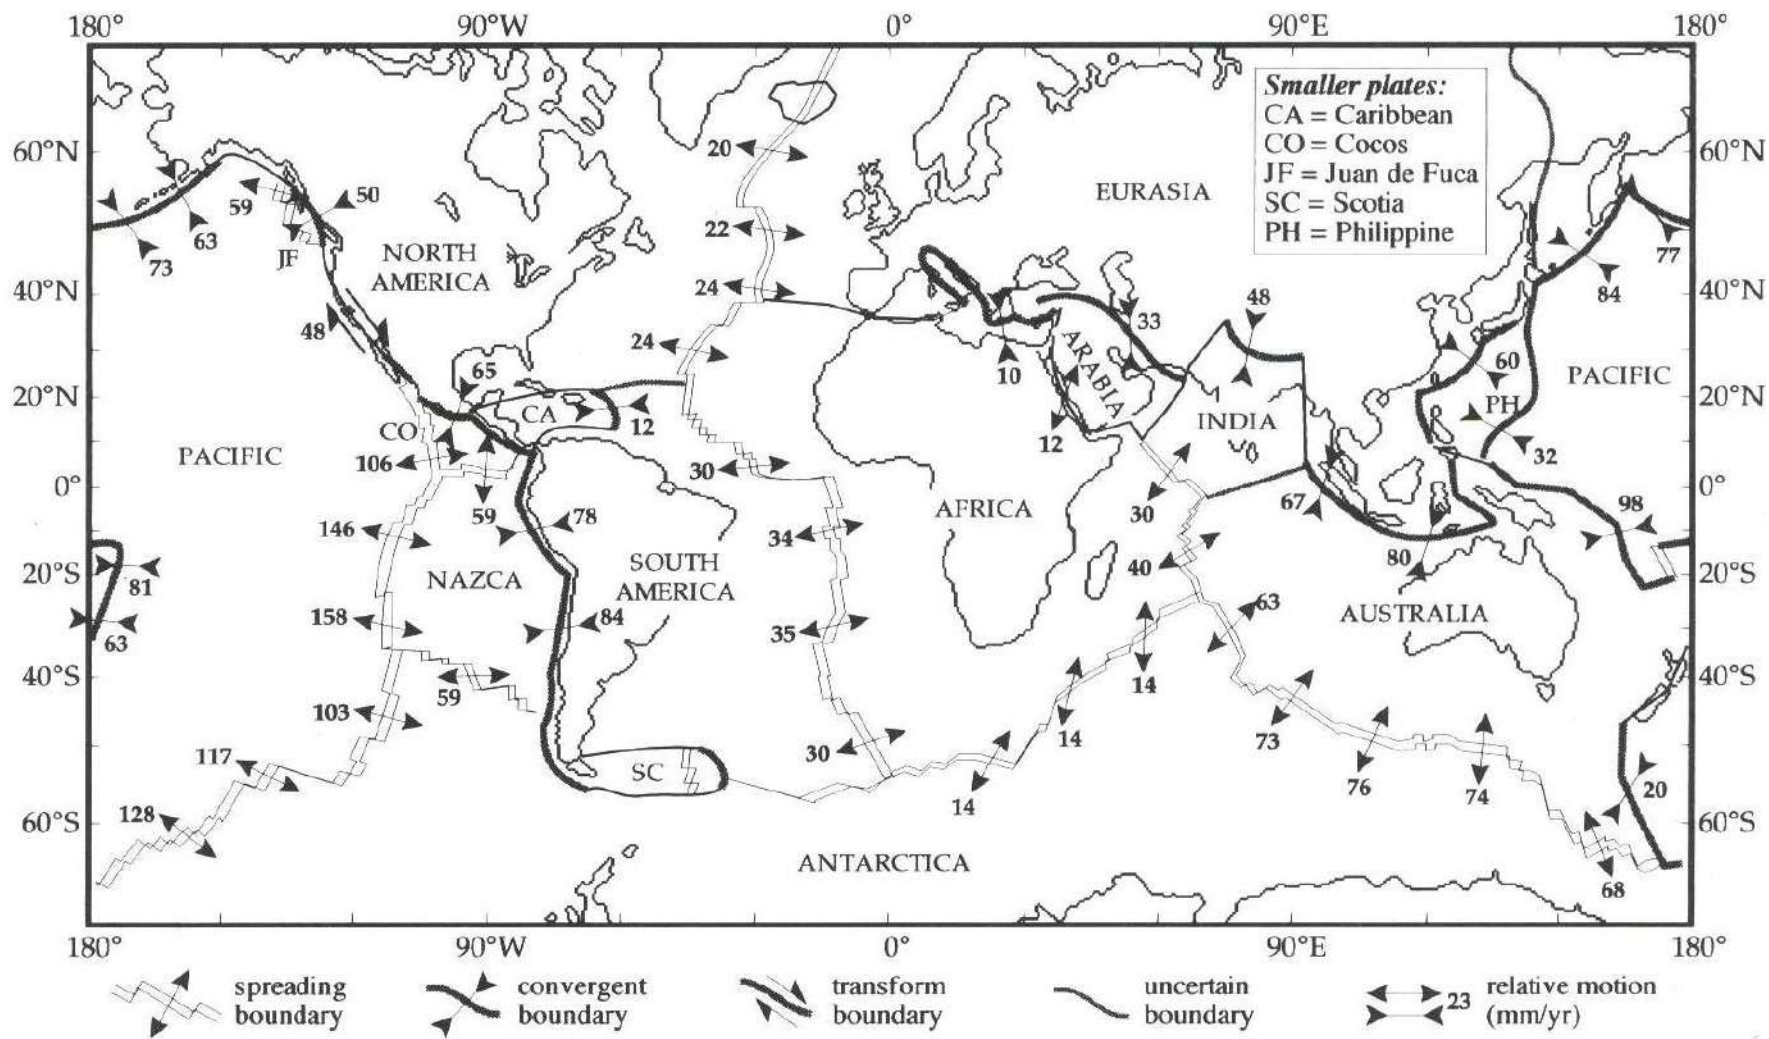 180°
90°W
0°
90°E
180°
Smaller plates:
CA = Caribbean
CO = Cocos
JF = Juan de Fuca
SC = Scotia
PH = Philippine
60°N
60°N
20
EURASIA
59
50
63
73
JF
NORTH
AMERICA
22
77
84
40°N
40°N
24
48
33
48
24
65
10
ARABIA
60
PACIFIC
20°N
20°N
CA
12
CO
PH
INDIA
12
32
PACIFIC
106
30
0°
0°
59
78
AFRICA
30
67
98
146
34
80
40
20°S
20°S
81
NAZCA
SOUTH
AMERICA
63
AUSTRALIA
158
84
35
63
40°S
40°S
59
14
103
14
73
30
117
SC
76
74
20
14
128
60°S
60°S
ANTARCTICA
68
180°
90°W
0°
90°E
180°
spreading
boundary
convergent
boundary
transform
boundary
uncertain
boundary
23
relative motion
(mm/yr)